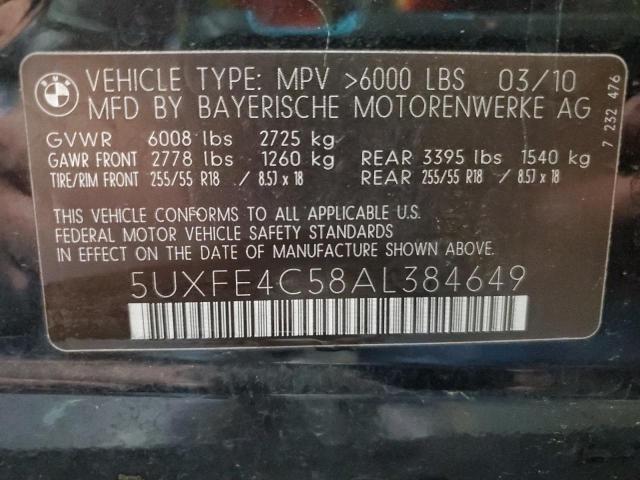 BMW
VEHICLE TYPE: MPV >6000 LBS 03/10
MFD BY BAYERISCHE MOTORENWERKE AG
GVWR 6008 lbs 2725 kg
GAWR FRONT 2778 lbs 1260 kg REAR 3395 lbs 1540 kg
TIRE/RIM FRONT 255/55 R18 / 8.5J x 18 REAR 255/55 R18 / 8.5J x 18
THIS VEHICLE CONFORMS TO ALL APPLICABLE U.S.
FEDERAL MOTOR VEHICLE SAFETY STANDARDS
IN EFFECT ON THE DATE OF MANUFACTURE SHOWN ABOVE.
5UXFE4C58AL384649
7 232 476